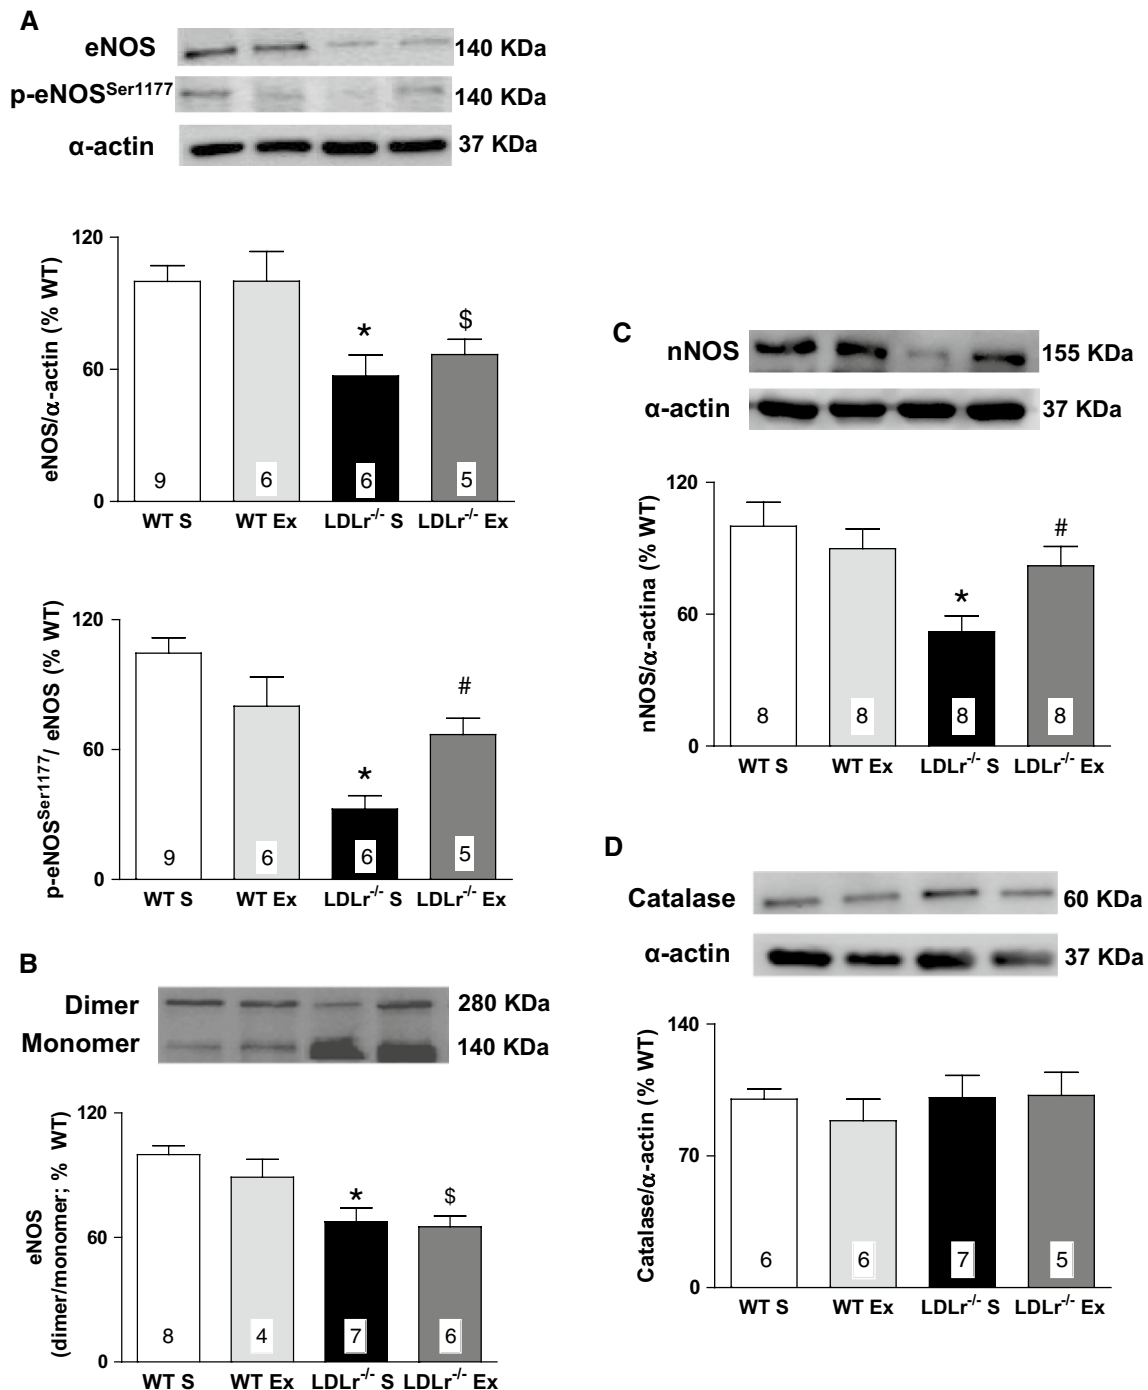 A
eNOS 140 KDa
p-eNOS^Ser1177 140 KDa
α-actin 37 KDa
eNOS/α-actin (% WT)
120
60
0
9 6 6 5
WT S WT Ex LDLr^-/- S LDLr^-/- Ex
* $
p-eNOS^Ser1177/ eNOS (% WT)
120
60
0
9 6 6 5
WT S WT Ex LDLr^-/- S LDLr^-/- Ex
* #
B
Dimer 280 KDa
Monomer 140 KDa
eNOS
(dimer/monomer; % WT)
120
60
0
8 4 7 6
WT S WT Ex LDLr^-/- S LDLr^-/- Ex
* $
C
nNOS 155 KDa
α-actin 37 KDa
nNOS/α-actina (% WT)
120
60
0
8 8 8 8
WT S WT Ex LDLr^-/- S LDLr^-/- Ex
* #
D
Catalase 60 KDa
α-actin 37 KDa
Catalase/α-actin (% WT)
140
70
0
6 6 7 5
WT S WT Ex LDLr^-/- S LDLr^-/- Ex